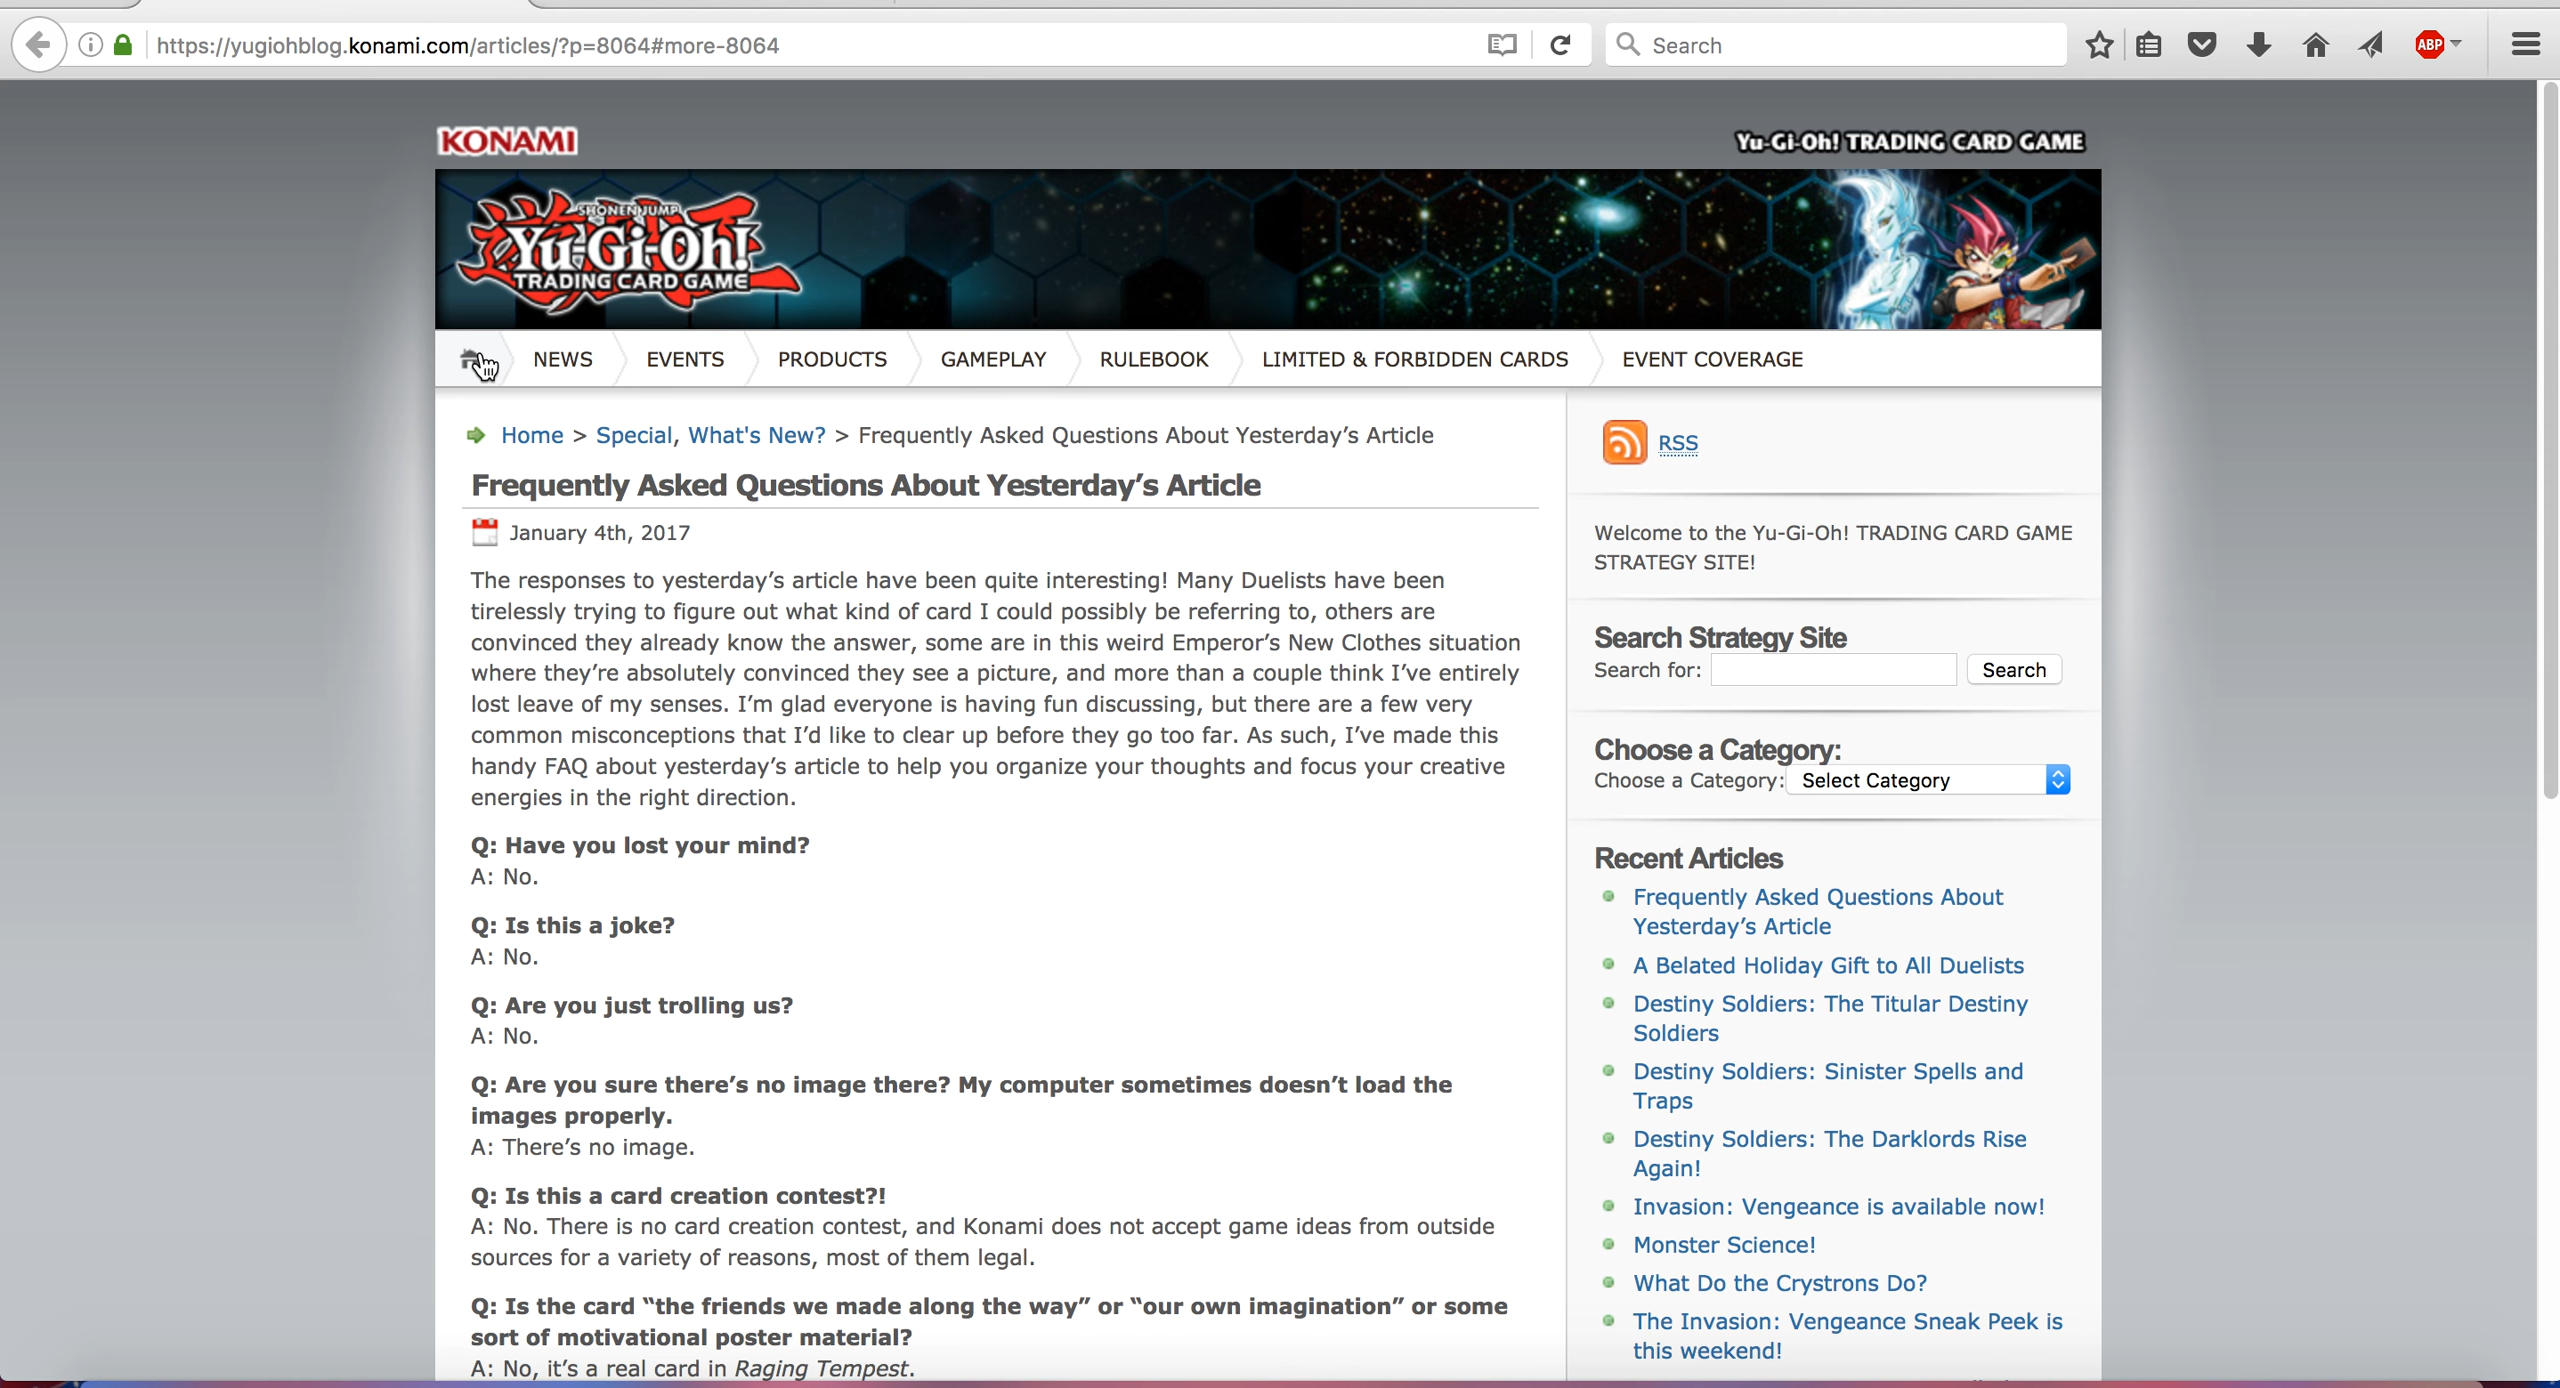 https://yugiohblog.konami.com/articles/?p=8064#more-8064
Search
ABP
KONAMI
Yu-Gi-Oh! TRADING CARD GAME
SHONEN JUMP
Yu-Gi-Oh!
TRADING CARD GAME
NEWS
EVENTS
PRODUCTS
GAMEPLAY
RULEBOOK
LIMITED & FORBIDDEN CARDS
EVENT COVERAGE
Home > Special, What's New? > Frequently Asked Questions About Yesterday’s Article
Frequently Asked Questions About Yesterday’s Article
January 4th, 2017
The responses to yesterday’s article have been quite interesting! Many Duelists have been
tirelessly trying to figure out what kind of card I could possibly be referring to, others are
convinced they already know the answer, some are in this weird Emperor’s New Clothes situation
where they’re absolutely convinced they see a picture, and more than a couple think I’ve entirely
lost leave of my senses. I’m glad everyone is having fun discussing, but there are a few very
common misconceptions that I’d like to clear up before they go too far. As such, I’ve made this
handy FAQ about yesterday’s article to help you organize your thoughts and focus your creative
energies in the right direction.
Q: Have you lost your mind?
A: No.
Q: Is this a joke?
A: No.
Q: Are you just trolling us?
A: No.
Q: Are you sure there’s no image there? My computer sometimes doesn’t load the
images properly.
A: There’s no image.
Q: Is this a card creation contest?!
A: No. There is no card creation contest, and Konami does not accept game ideas from outside
sources for a variety of reasons, most of them legal.
Q: Is the card “the friends we made along the way” or “our own imagination” or some
sort of motivational poster material?
A: No, it’s a real card in Raging Tempest.
RSS
Welcome to the Yu-Gi-Oh! TRADING CARD GAME
STRATEGY SITE!
Search Strategy Site
Search for:
Search
Choose a Category:
Choose a Category: Select Category
Recent Articles
Frequently Asked Questions About
Yesterday’s Article
A Belated Holiday Gift to All Duelists
Destiny Soldiers: The Titular Destiny
Soldiers
Destiny Soldiers: Sinister Spells and
Traps
Destiny Soldiers: The Darklords Rise
Again!
Invasion: Vengeance is available now!
Monster Science!
What Do the Crystrons Do?
The Invasion: Vengeance Sneak Peek is
this weekend!